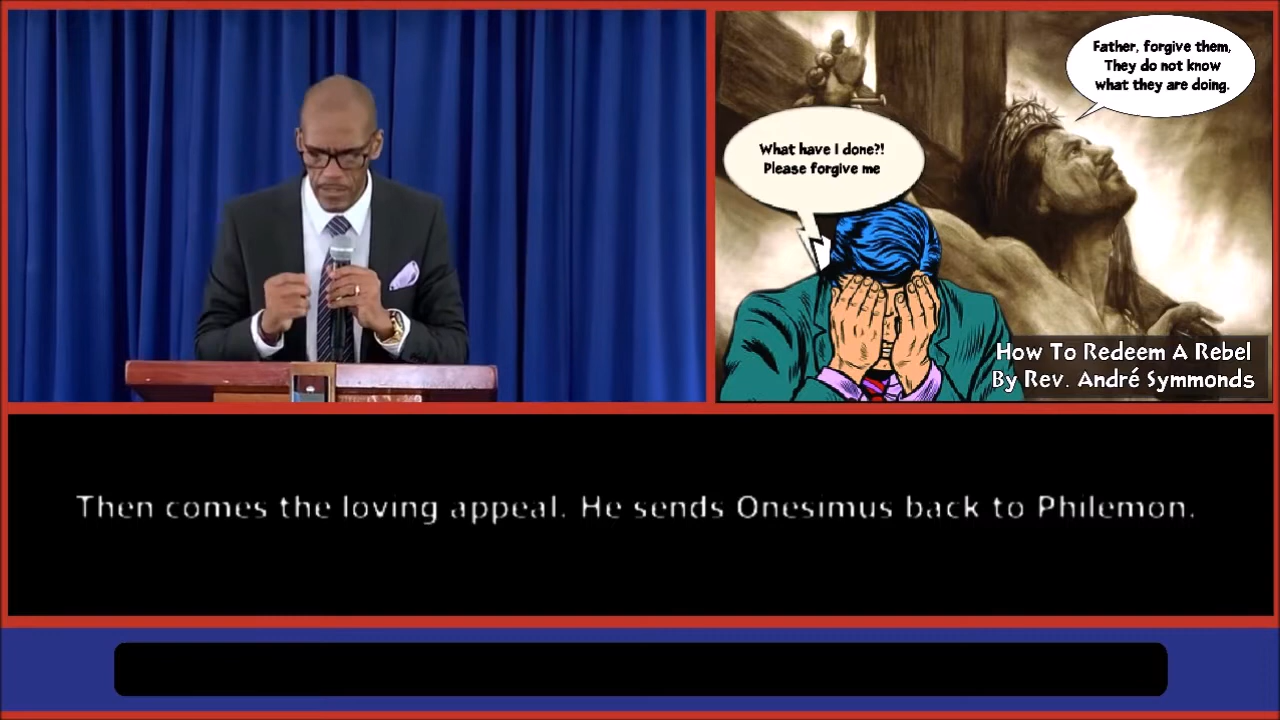 Father, forgive them,
They do not know
what they are doing.
What have I done?!
Please forgive me
How To Redeem A Rebel
By Rev. André Symmonds
Then comes the loving appeal. He sends Onesimus back to Philemon.